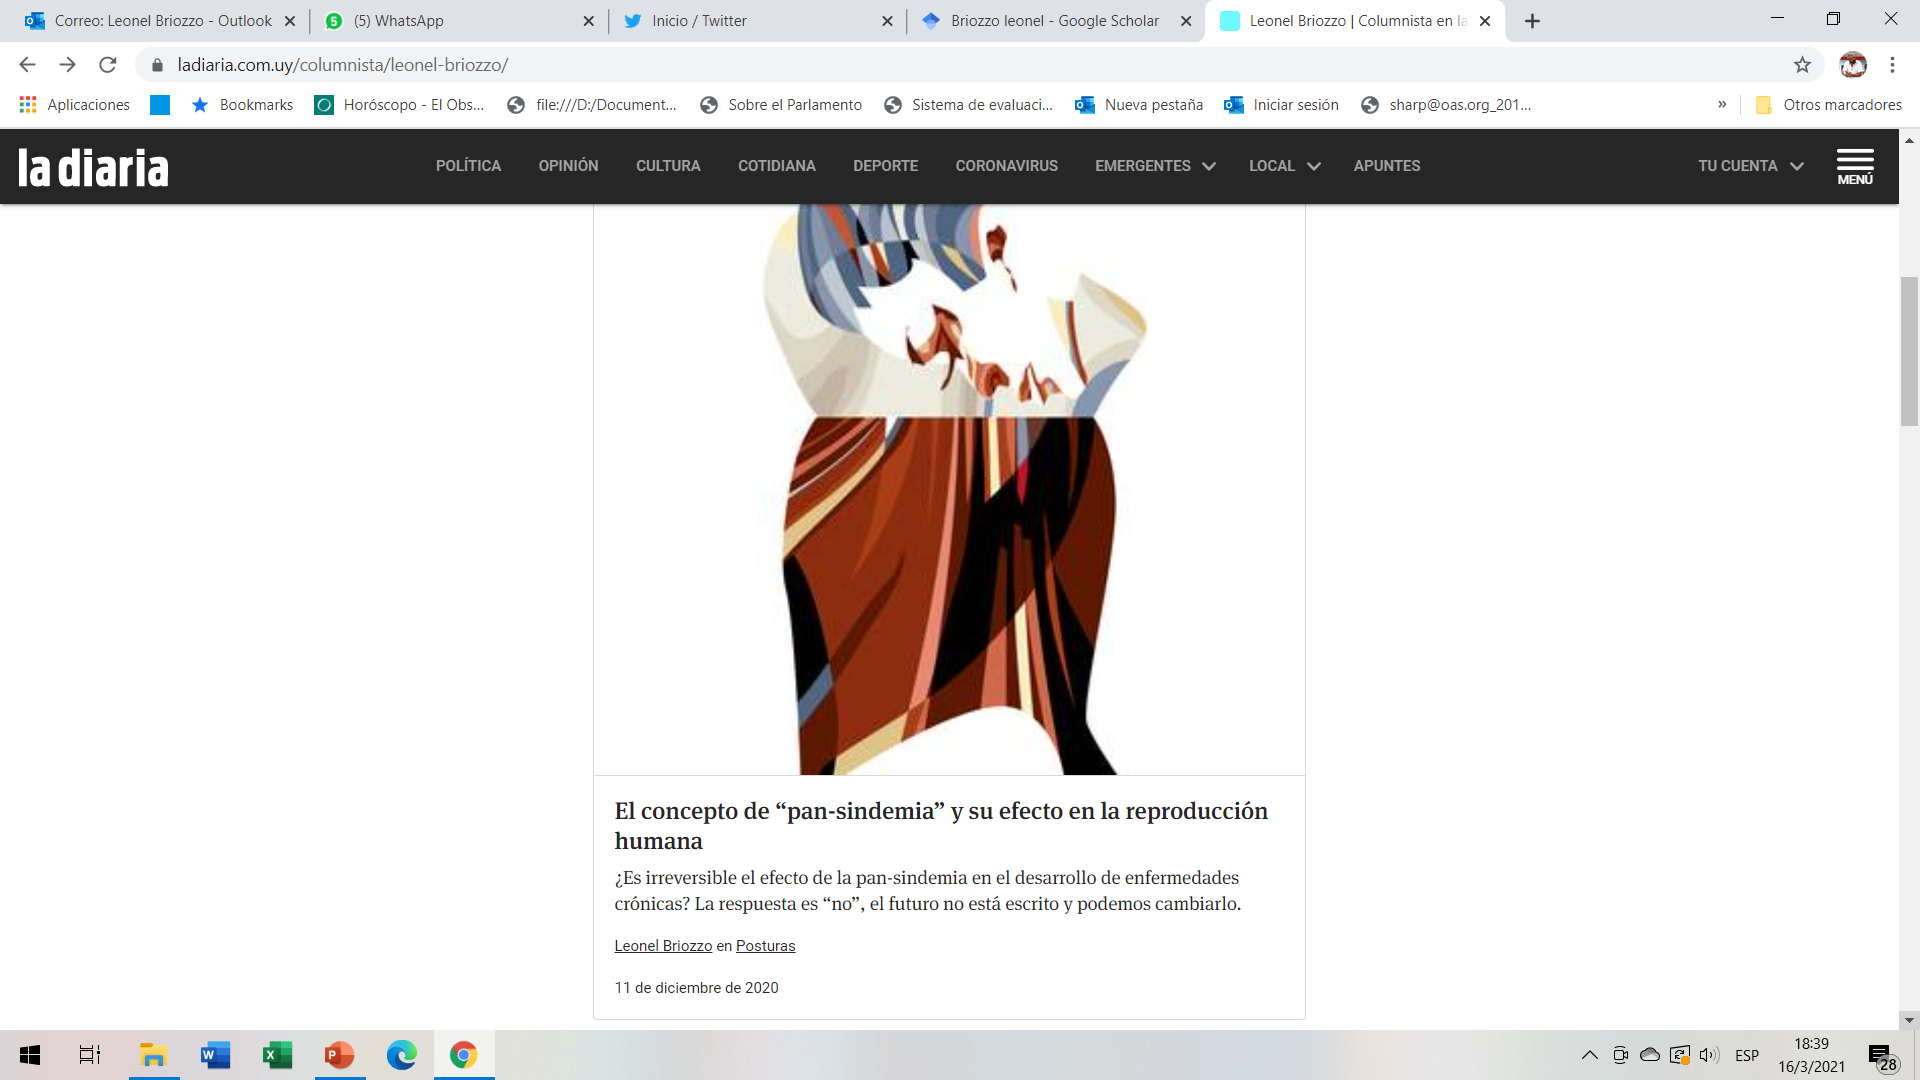 Correo: Leonel Briozzo - Outlook
(5) WhatsApp
Inicio / Twitter
Briozzo leonel - Google Scholar
Leonel Briozzo | Columnista en la
ladiaria.com.uy/columnista/leonel-briozzo/
Aplicaciones
Bookmarks
Horóscopo - El Obs...
file:///D:/Document...
Sobre el Parlamento
Sistema de evaluaci...
Nueva pestaña
Iniciar sesión
sharp@oas.org_201...
»
Otros marcadores
la diaria
POLÍTICA
OPINIÓN
CULTURA
COTIDIANA
DEPORTE
CORONAVIRUS
EMERGENTES
LOCAL
APUNTES
TU CUENTA
MENÚ
El concepto de “pan-sindemia” y su efecto en la reproducción
humana
¿Es irreversible el efecto de la pan-sindemia en el desarrollo de enfermedades
crónicas? La respuesta es “no”, el futuro no está escrito y podemos cambiarlo.
Leonel Briozzo en Posturas
11 de diciembre de 2020
ESP
18:39
16/3/2021
28